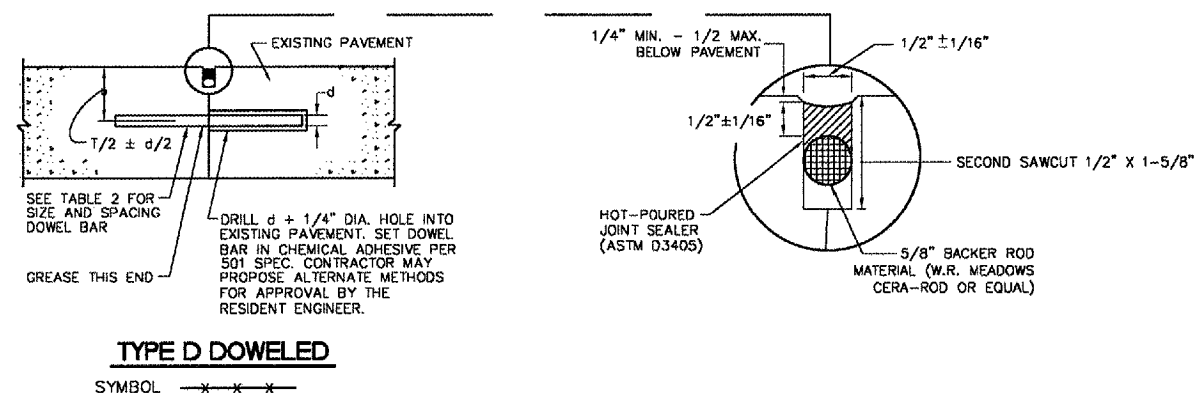 EXISTING PAVEMENT
d
T/2 ± d/2
SEE TABLE 2 FOR
SIZE AND SPACING
DOWEL BAR
GREASE THIS END
DRILL d + 1/4" DIA. HOLE INTO
EXISTING PAVEMENT. SET DOWEL
BAR IN CHEMICAL ADHESIVE PER
501 SPEC. CONTRACTOR MAY
PROPOSE ALTERNATE METHODS
FOR APPROVAL BY THE
RESIDENT ENGINEER.
TYPE D DOWELED
SYMBOL x x x
1/4" MIN. - 1/2 MAX.
BELOW PAVEMENT
1/2"±1/16"
1/2"±1/16"
SECOND SAWCUT 1/2" X 1-5/8"
HOT-POURED
JOINT SEALER
(ASTM D3405)
5/8" BACKER ROD
MATERIAL (W.R. MEADOWS
CERA-ROD OR EQUAL)